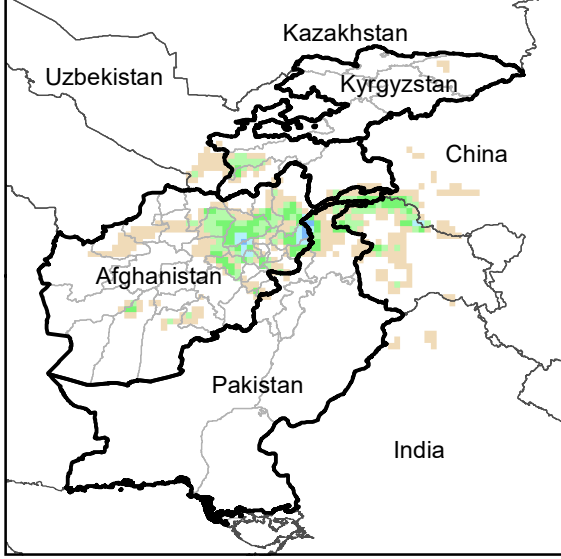 Kazakhstan
Uzbekistan
Kyrgyzstan
China
Afghanistan
Pakistan
India